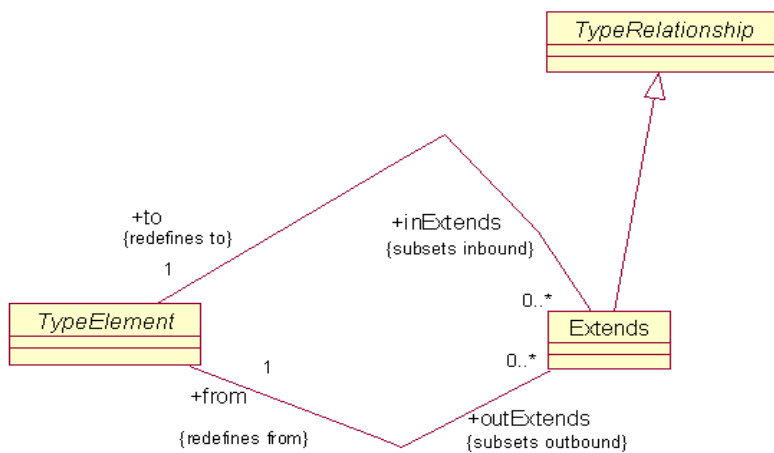 TypeRelationship
+to
{redefines to}
1
+inExtends
{subsets inbound}
0..*
TypeElement
Extends
1
0..*
+from
{redefines from}
+outExtends
{subsets outbound}